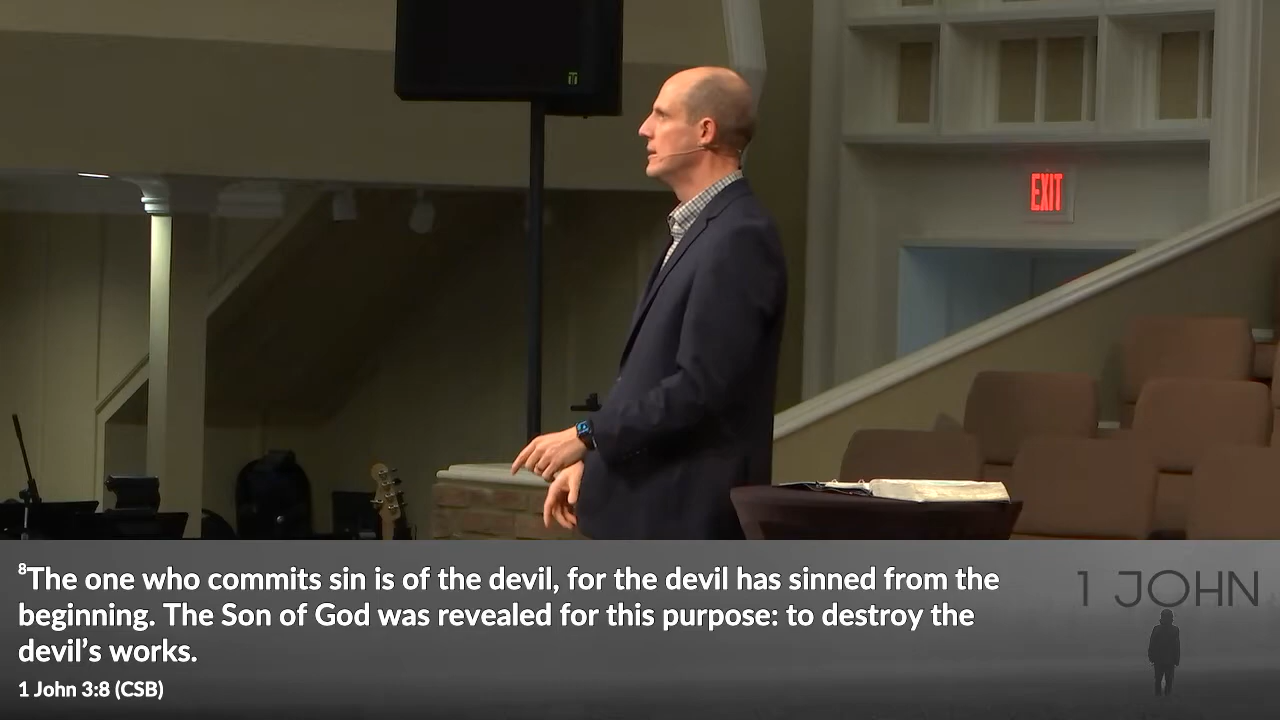 EXIT
⁸The one who commits sin is of the devil, for the devil has sinned from the
beginning. The Son of God was revealed for this purpose: to destroy the
devil’s works.
1 John 3:8 (CSB)
1 JOHN